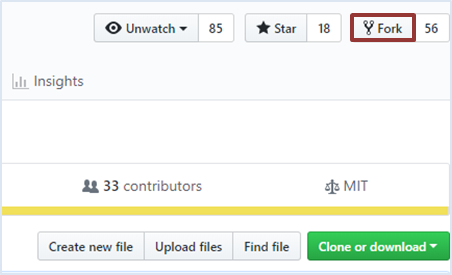 Unwatch 85 Star 18 Fork 56
Insights
33 contributors MIT
Create new file Upload files Find file Clone or download